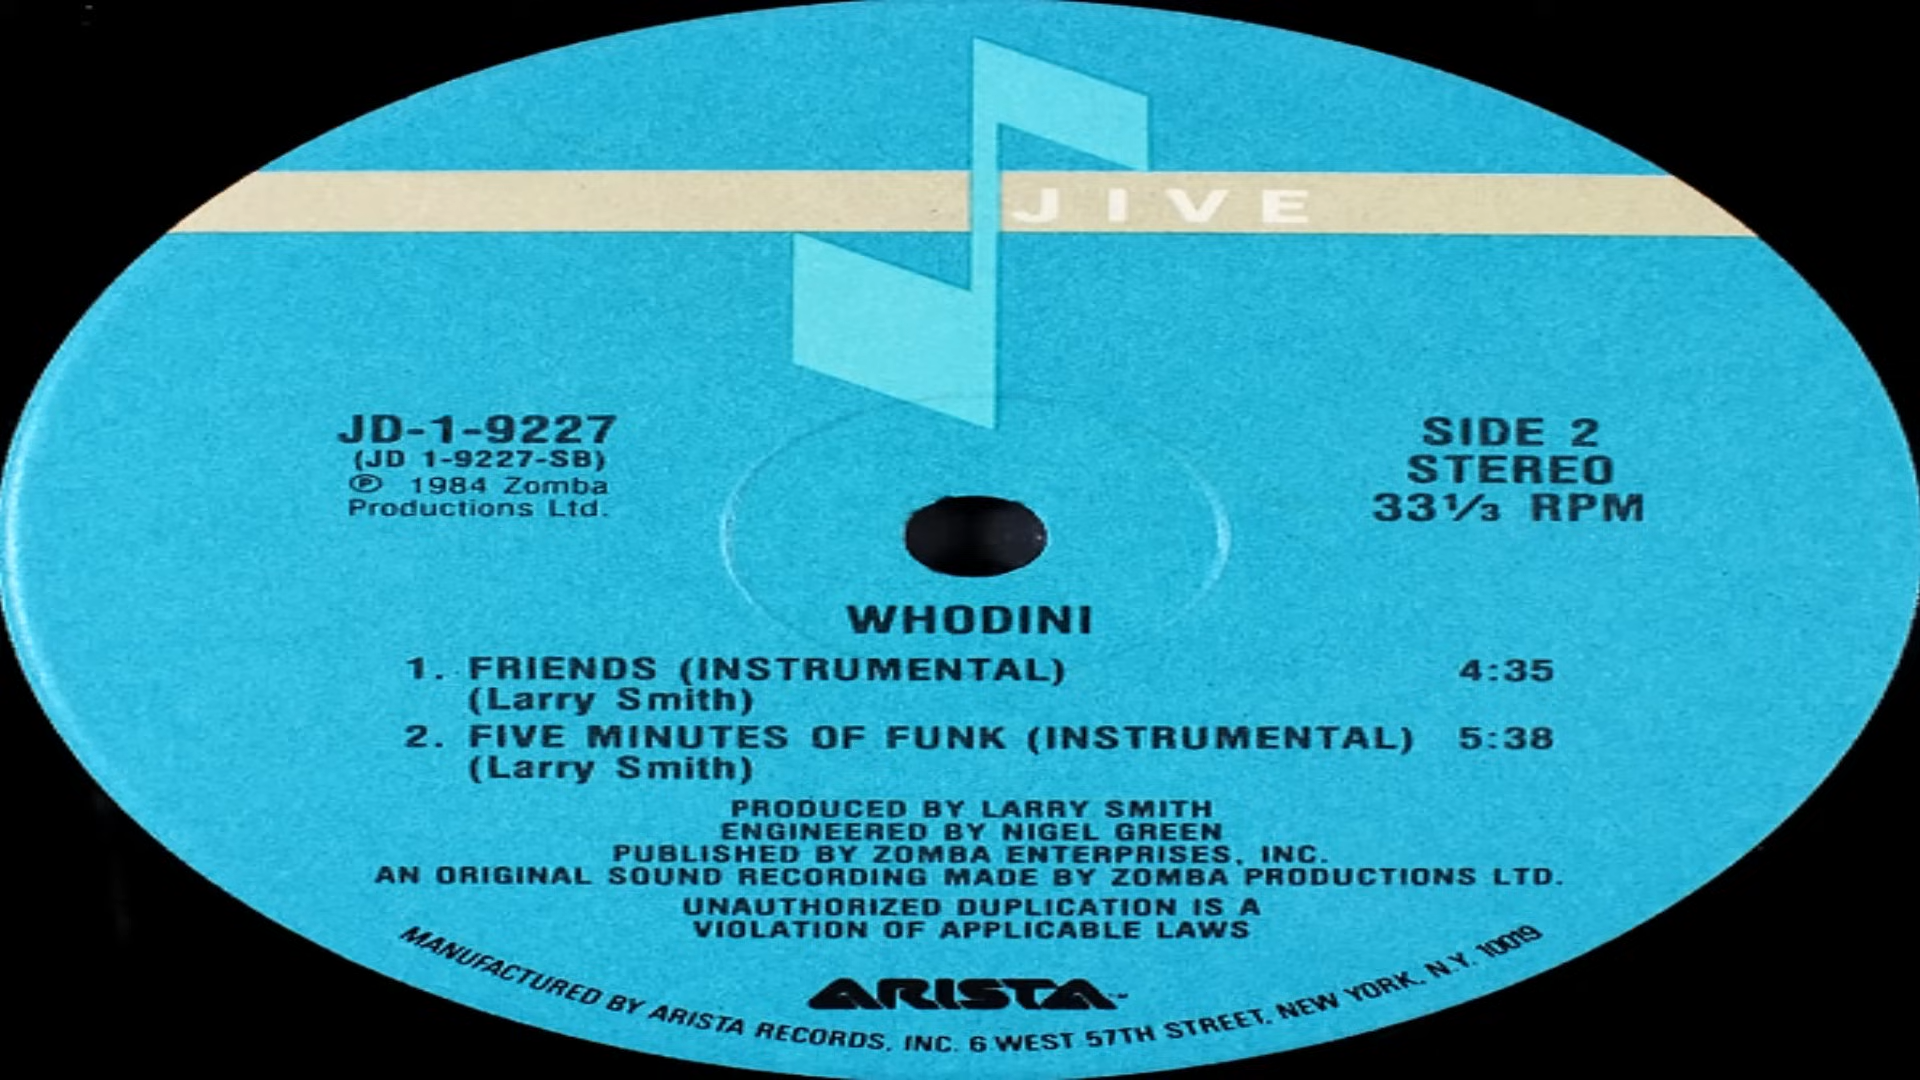 JIVE
JD-1-9227
(JD 1-9227-SB)
℗ 1984 Zomba
Productions Ltd.
SIDE 2
STEREO
33⅓ RPM
WHODINI
1. FRIENDS (INSTRUMENTAL) 4:35
(Larry Smith)
2. FIVE MINUTES OF FUNK (INSTRUMENTAL) 5:38
(Larry Smith)
PRODUCED BY LARRY SMITH
ENGINEERED BY NIGEL GREEN
PUBLISHED BY ZOMBA ENTERPRISES, INC.
AN ORIGINAL SOUND RECORDING MADE BY ZOMBA PRODUCTIONS LTD.
UNAUTHORIZED DUPLICATION IS A
VIOLATION OF APPLICABLE LAWS
ARISTA™
MANUFACTURED BY ARISTA RECORDS, INC. 6 WEST 57TH STREET, NEW YORK, N.Y. 10019